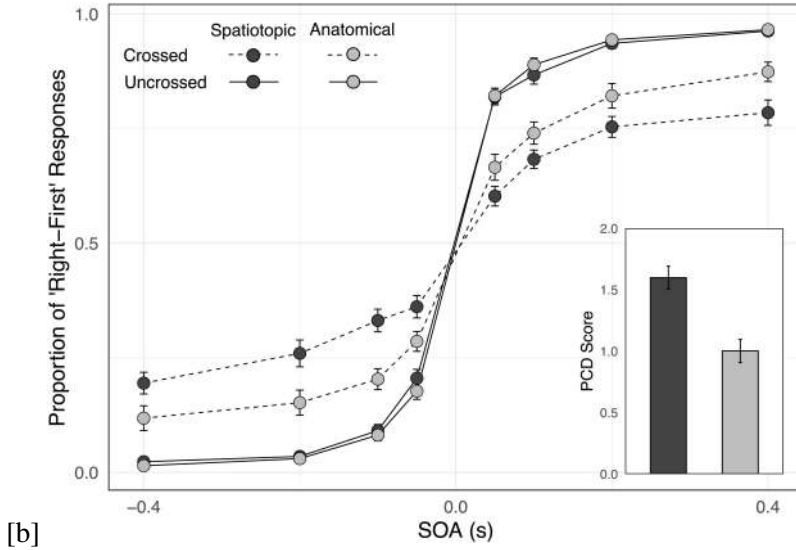 1.0
Spatiotopic Anatomical
Crossed
Uncrossed
Proportion of 'Right−First' Responses
0.5
0.0
−0.4 0.0 0.4
SOA (s)
2.0
1.5
1.0
0.5
0.0
PCD Score
[b]